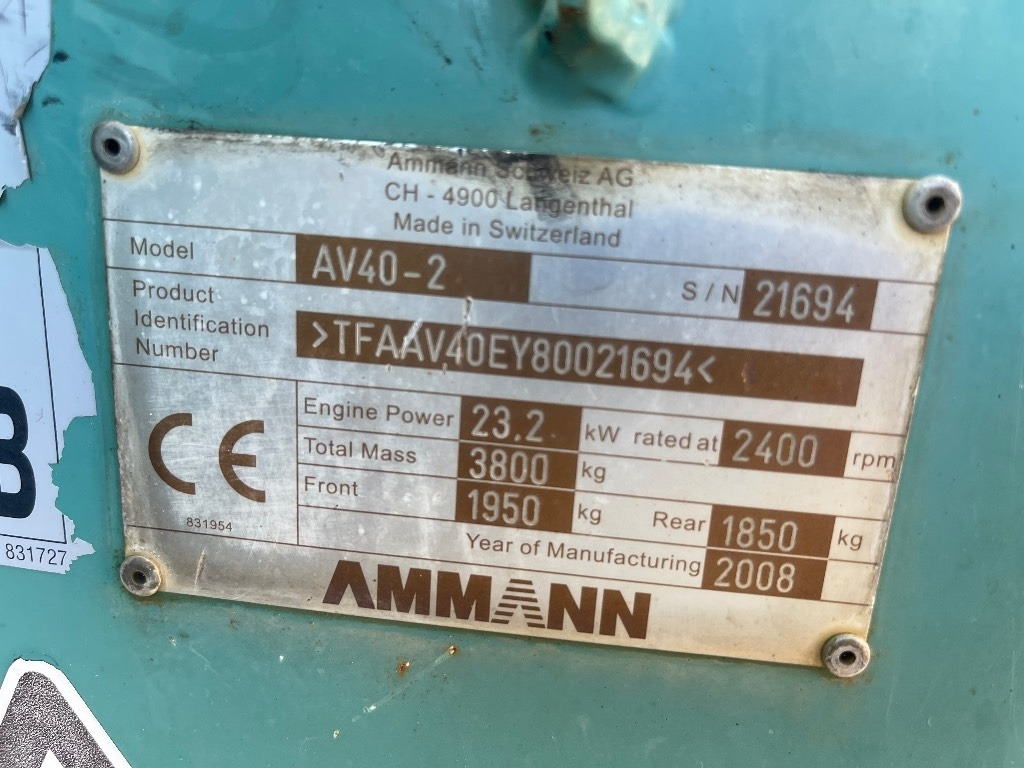 Ammann Schweiz AG
CH - 4900 Langenthal
Made in Switzerland
Model AV40-2 S / N 21694
Product
Identification
Number >TFAAV40EY80021694<
Engine Power 23.2 kW rated at 2400 rpm
Total Mass 3800 kg
Front 1950 kg Rear 1850 kg
CE
831954
Year of Manufacturing 2008
AMMANN
B
831727